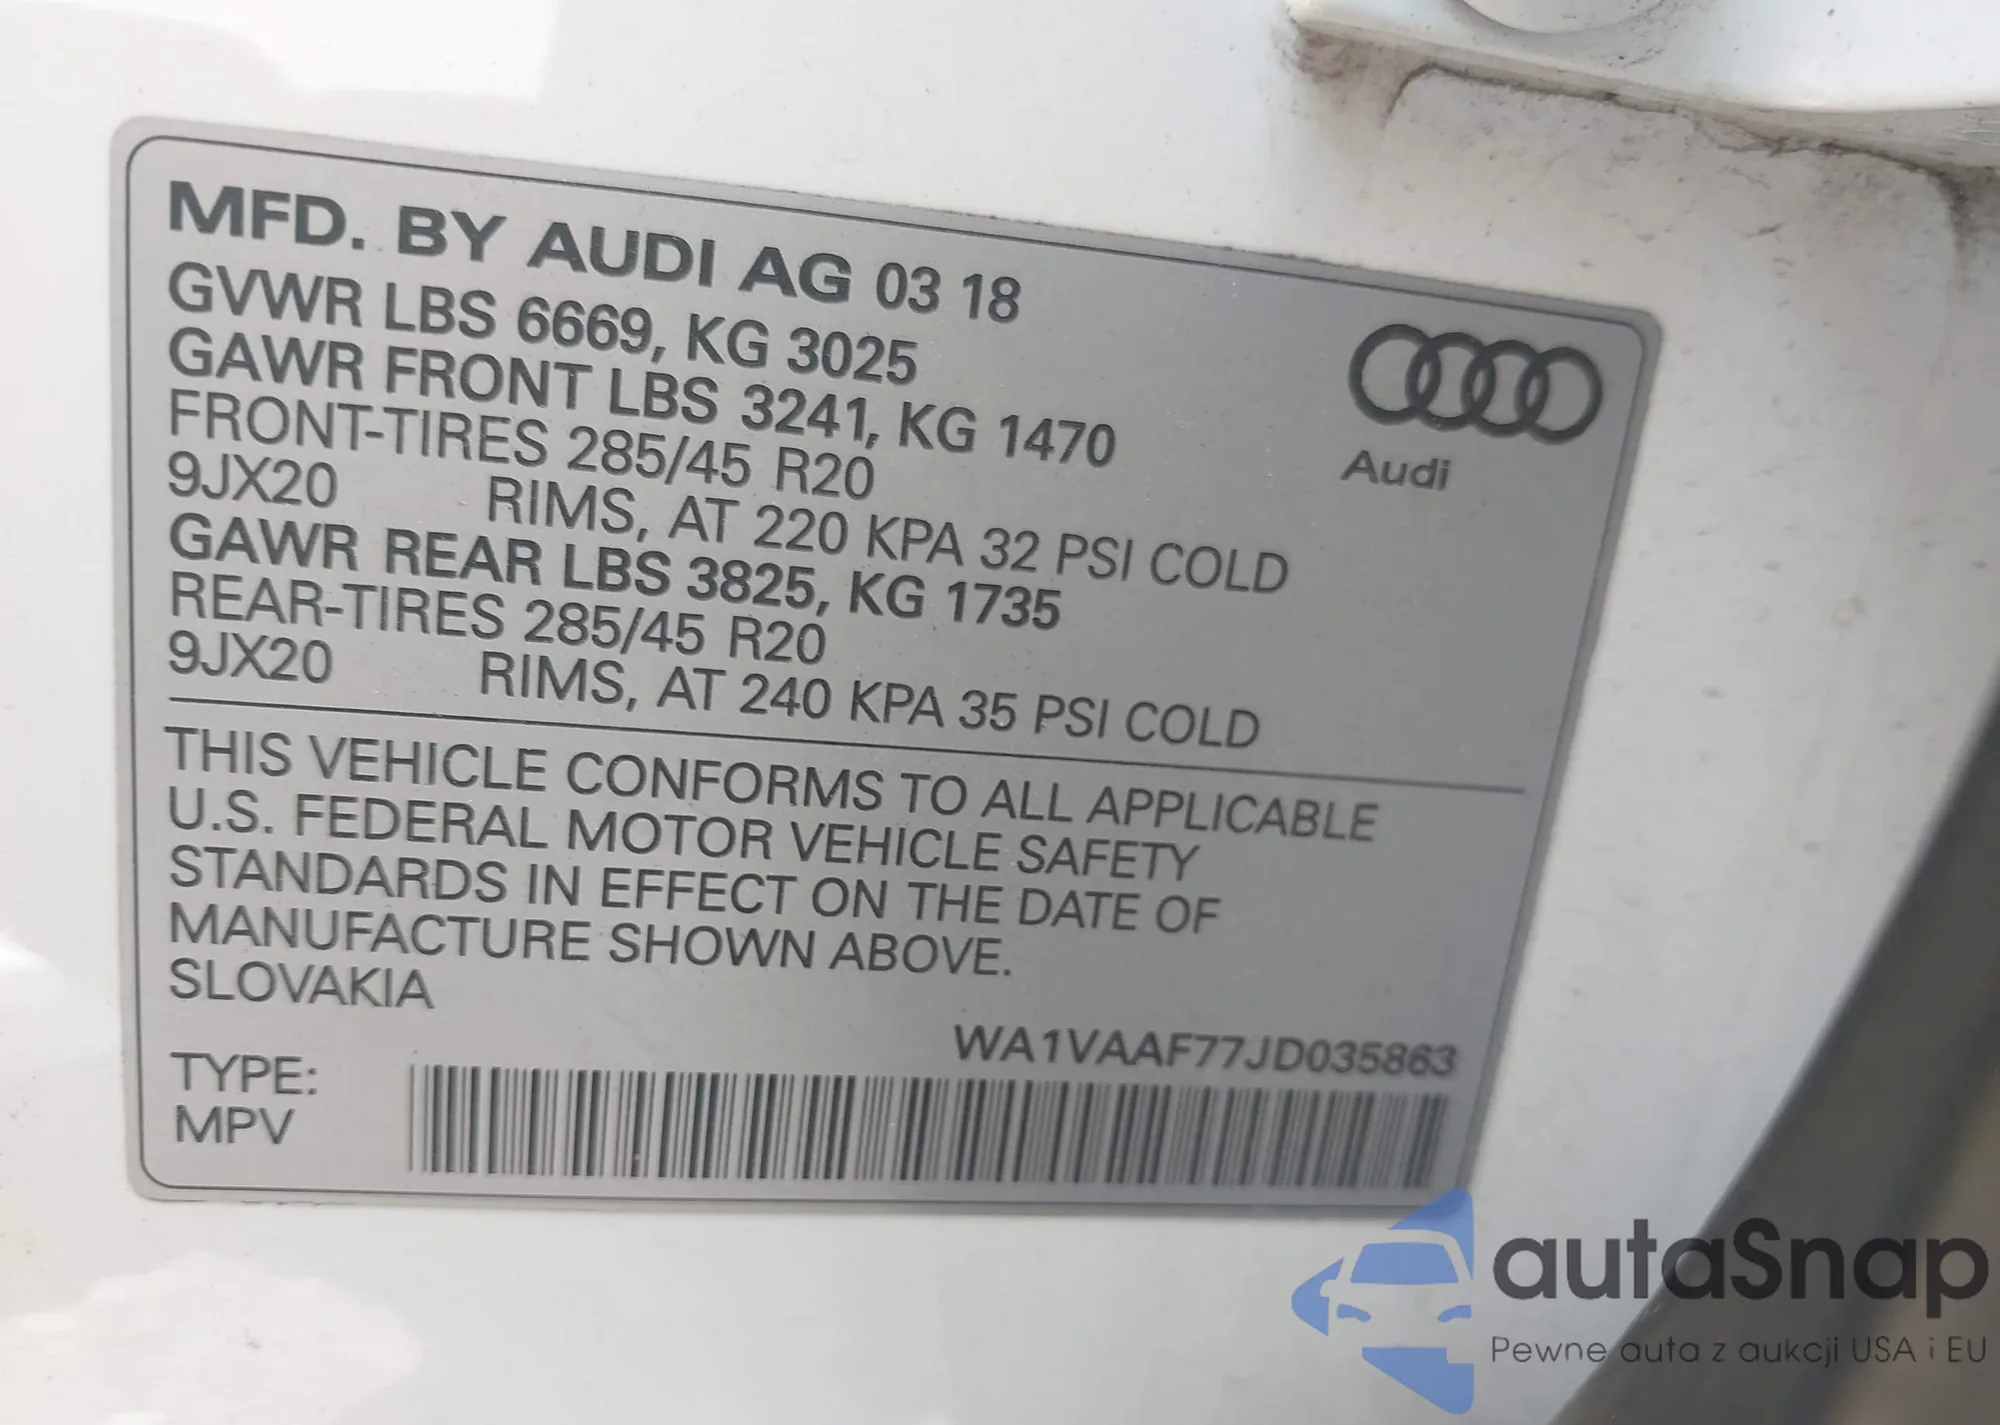 MFD. BY AUDI AG 03 18
GVWR LBS 6669, KG 3025
GAWR FRONT LBS 3241, KG 1470
FRONT-TIRES 285/45 R20
9JX20 RIMS, AT 220 KPA 32 PSI COLD
GAWR REAR LBS 3825, KG 1735
REAR-TIRES 285/45 R20
9JX20 RIMS, AT 240 KPA 35 PSI COLD
Audi
THIS VEHICLE CONFORMS TO ALL APPLICABLE
U.S. FEDERAL MOTOR VEHICLE SAFETY
STANDARDS IN EFFECT ON THE DATE OF
MANUFACTURE SHOWN ABOVE.
SLOVAKIA
WA1VAAF77JD035863
TYPE:
MPV
autaSnap
Pewne auta z aukcji USA i EU